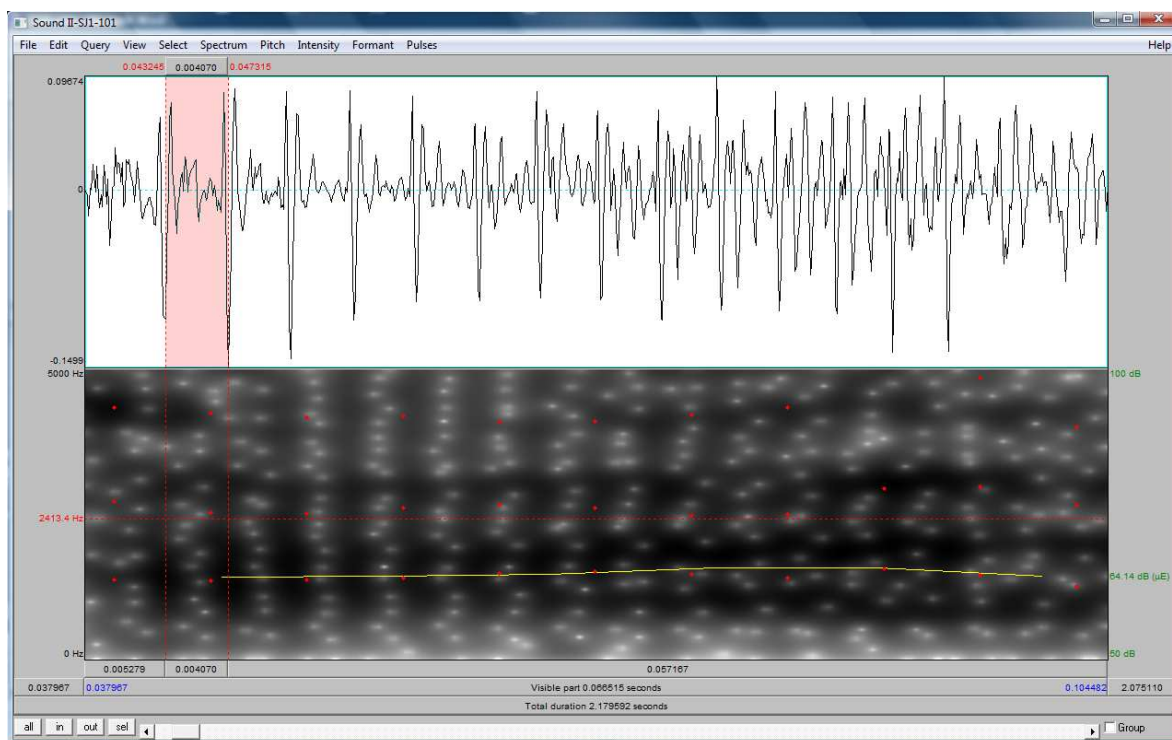 Sound II-SJ1-101
File Edit Query View Select Spectrum Pitch Intensity Formant Pulses Help
0.043245 0.004070 0.047315
0.09674
0
-0.1499
5000 Hz 100 dB
2413.4 Hz
64.14 dB (µE)
0 Hz 50 dB
0.005279 0.004070 0.057167
0.037967 0.037967 Visible part 0.066515 seconds 0.104482 2.075110
Total duration 2.179592 seconds
all in out sel Group